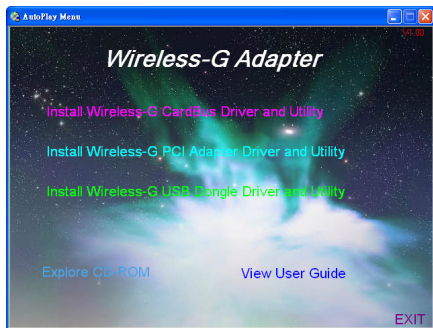 AutoPlay Menu
V4.00
Wireless-G Adapter
Install Wireless-G CardBus Driver and Utility
Install Wireless-G PCI Adapter Driver and Utility
Install Wireless-G USB Dongle Driver and Utility
Explore CD-ROM
View User Guide
EXIT